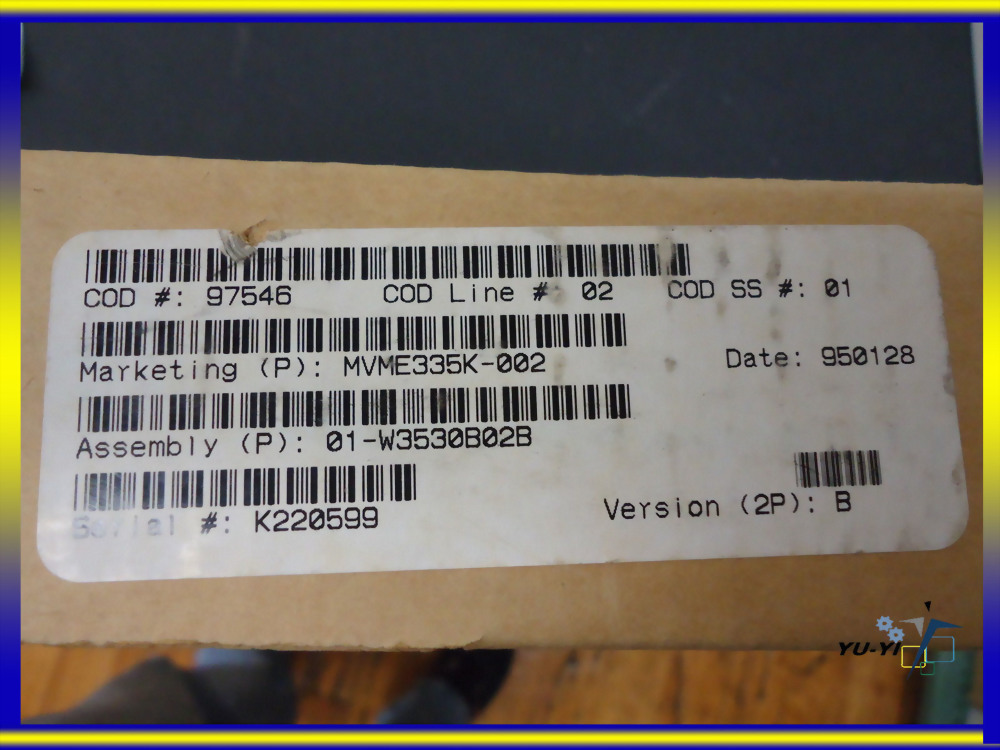 COD #: 97546 COD Line #: 02 COD SS #: 01
Marketing (P): MVME335K-002 Date: 950128
Assembly (P): 01-W3530B02B
Serial #: K220599 Version (2P): B
YU-YI